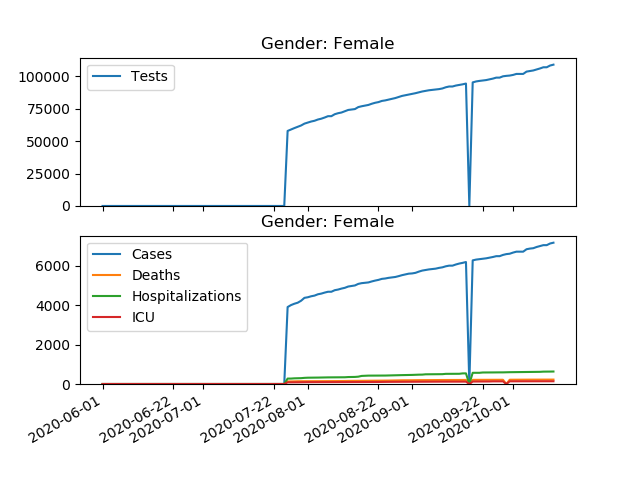 Gender: Female
100000
75000
50000
25000
0
Tests
Gender: Female
6000
4000
2000
0
Cases
Deaths
Hospitalizations
ICU
2020-06-01
2020-06-22
2020-07-01
2020-07-22
2020-08-01
2020-08-22
2020-09-01
2020-09-22
2020-10-01